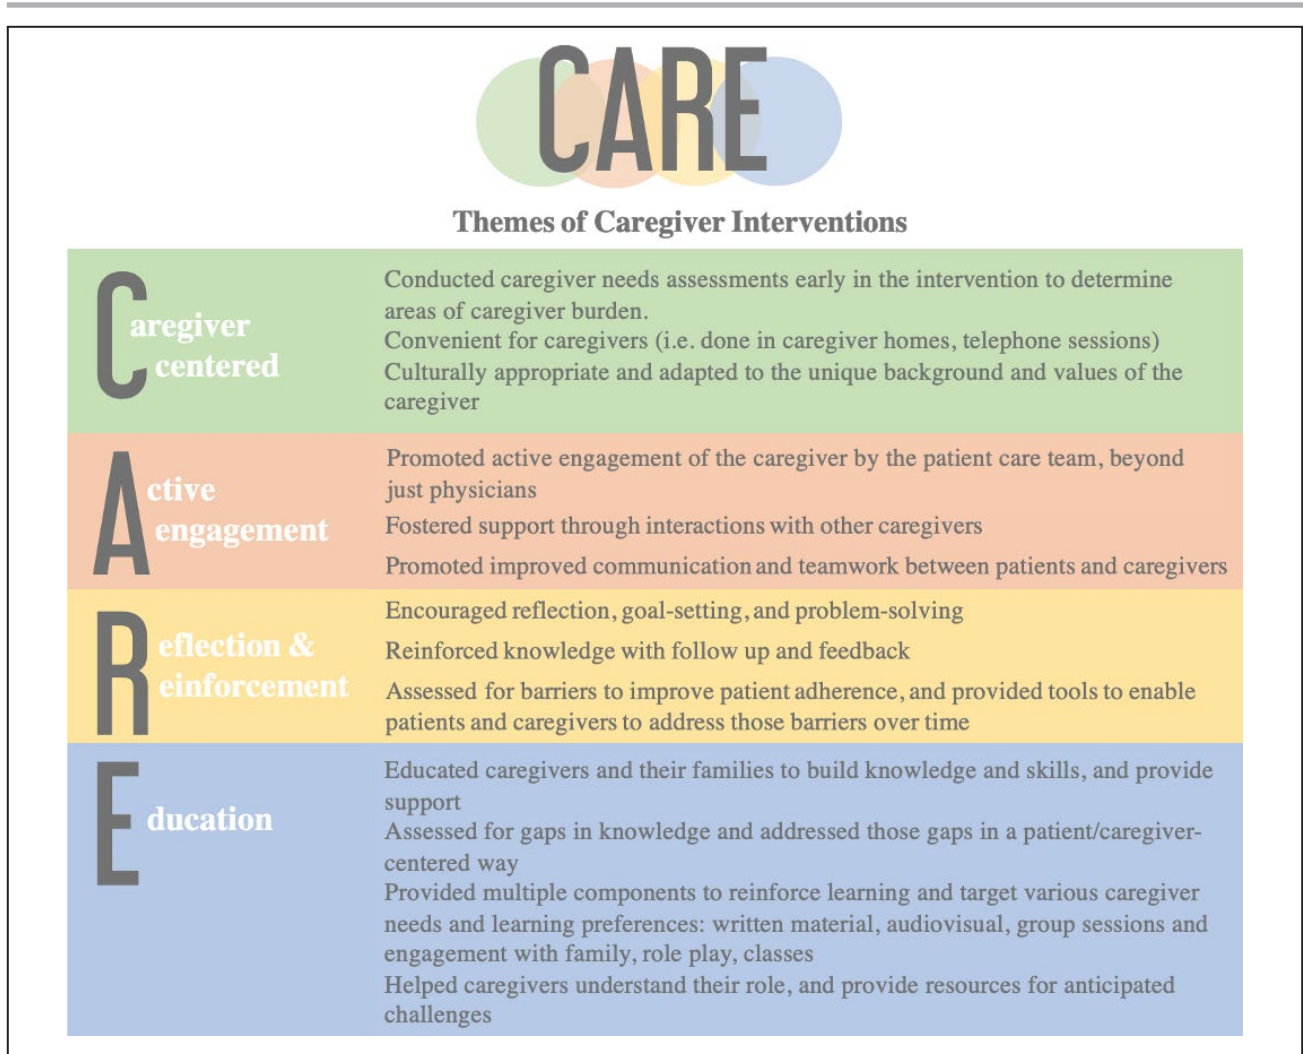 CARE
Themes of Caregiver Interventions
Caregiver
centered
Conducted caregiver needs assessments early in the intervention to determine
areas of caregiver burden.
Convenient for caregivers (i.e. done in caregiver homes, telephone sessions)
Culturally appropriate and adapted to the unique background and values of the
caregiver
Active
engagement
Promoted active engagement of the caregiver by the patient care team, beyond
just physicians
Fostered support through interactions with other caregivers
Promoted improved communication and teamwork between patients and caregivers
Reflection &
einforcement
Encouraged reflection, goal-setting, and problem-solving
Reinforced knowledge with follow up and feedback
Assessed for barriers to improve patient adherence, and provided tools to enable
patients and caregivers to address those barriers over time
Education
Educated caregivers and their families to build knowledge and skills, and provide
support
Assessed for gaps in knowledge and addressed those gaps in a patient/caregiver-
centered way
Provided multiple components to reinforce learning and target various caregiver
needs and learning preferences: written material, audiovisual, group sessions and
engagement with family, role play, classes
Helped caregivers understand their role, and provide resources for anticipated
challenges